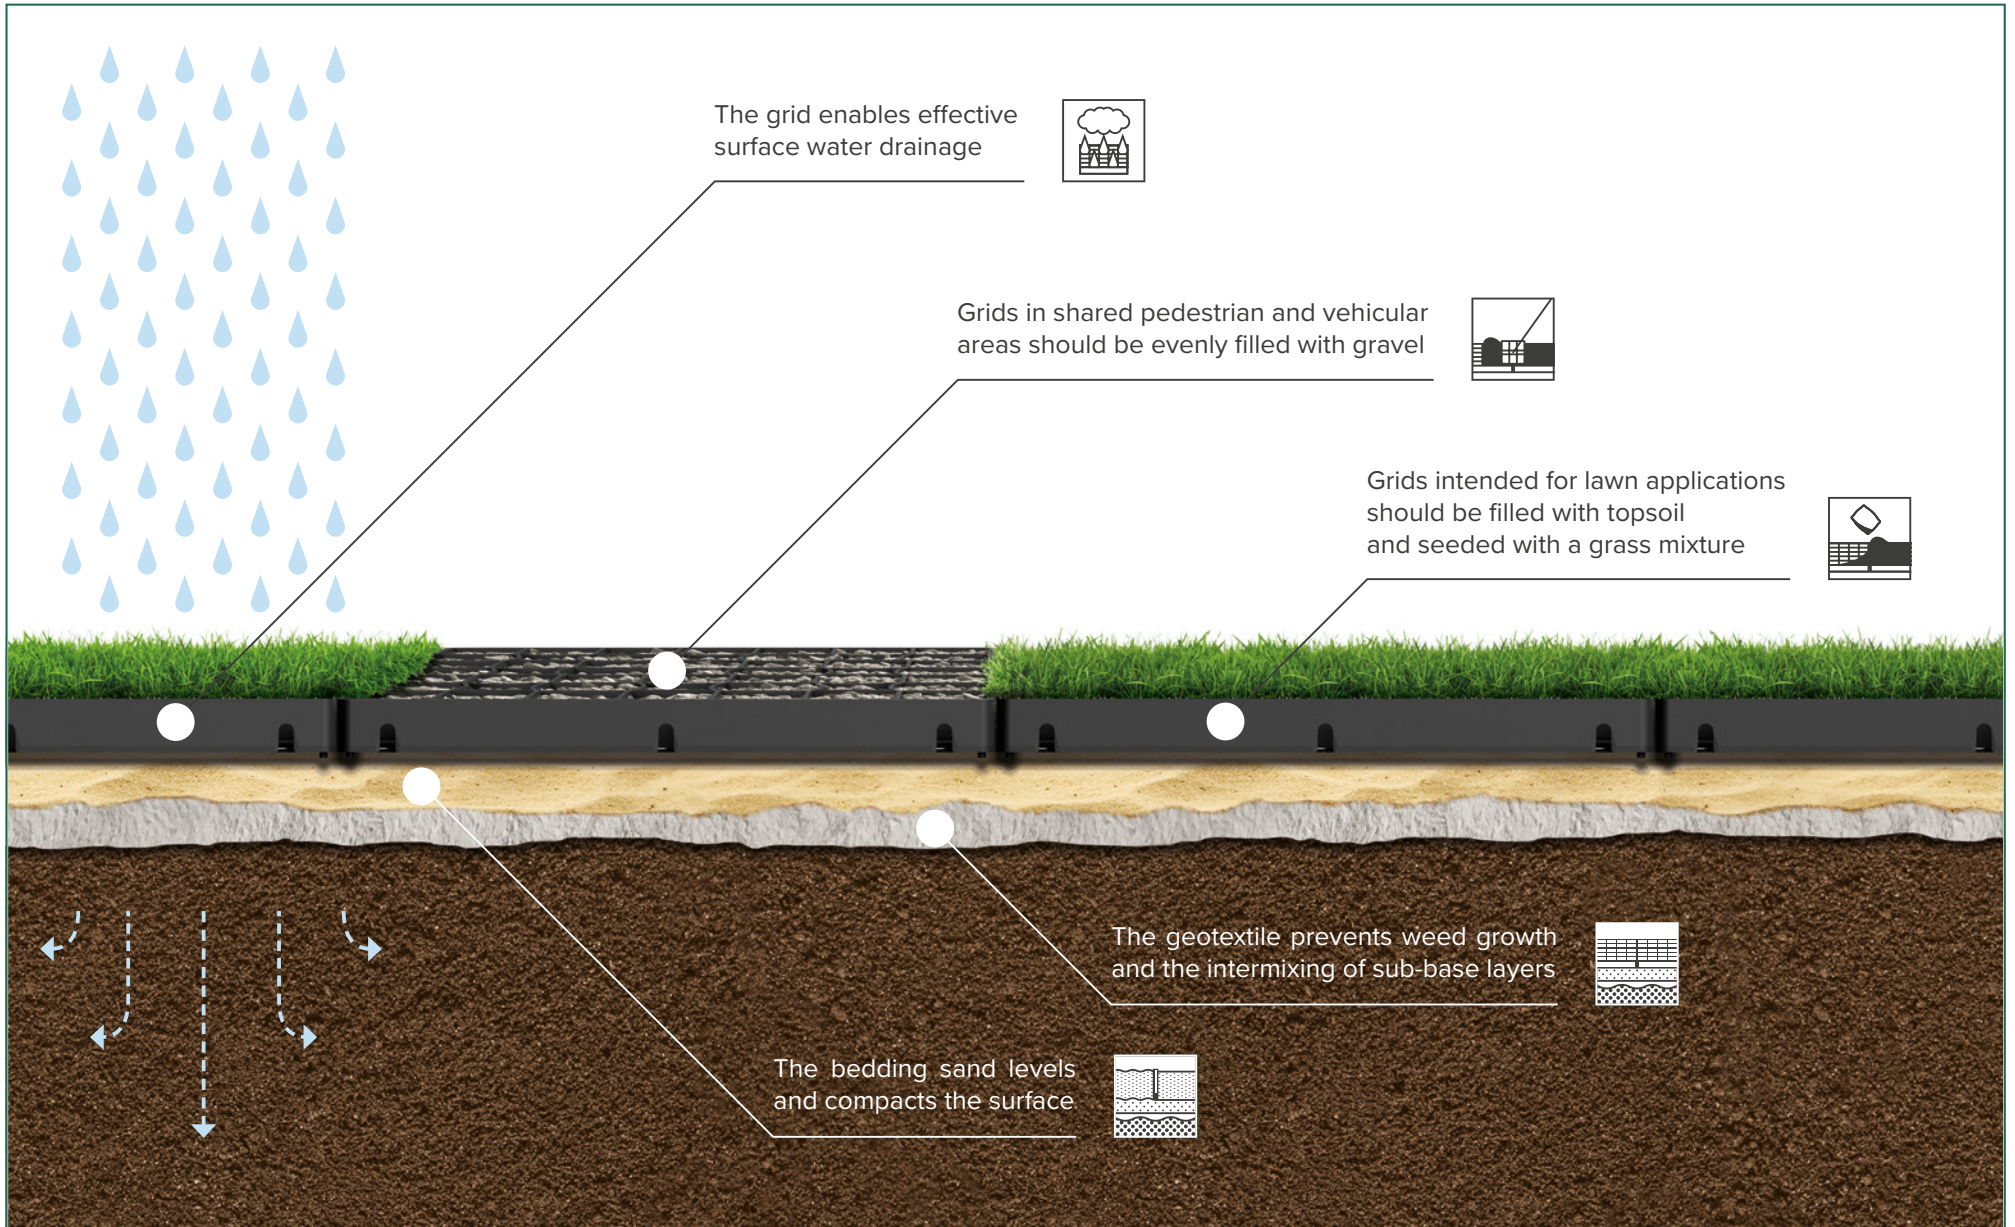 The grid enables effective
surface water drainage
Grids in shared pedestrian and vehicular
areas should be evenly filled with gravel
Grids intended for lawn applications
should be filled with topsoil
and seeded with a grass mixture
The geotextile prevents weed growth
and the intermixing of sub-base layers
The bedding sand levels
and compacts the surface